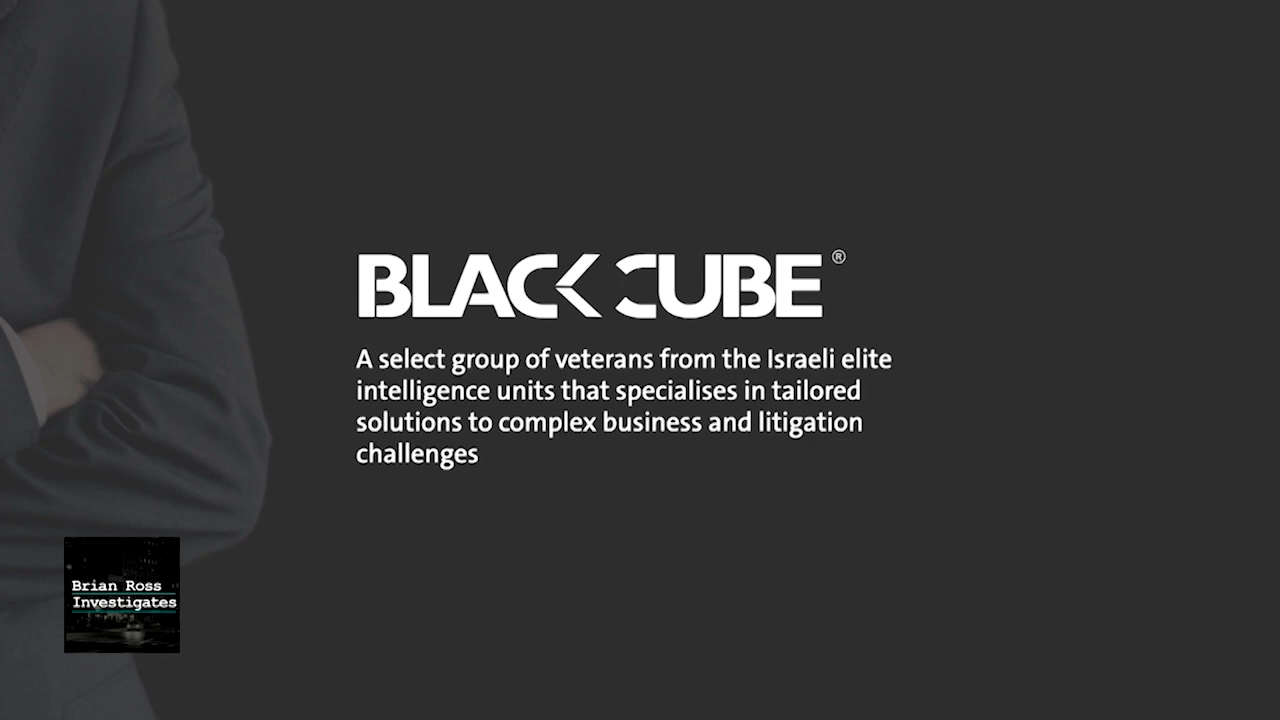 BLACK CUBE ®
A select group of veterans from the Israeli elite
intelligence units that specialises in tailored
solutions to complex business and litigation
challenges
Brian Ross
Investigates